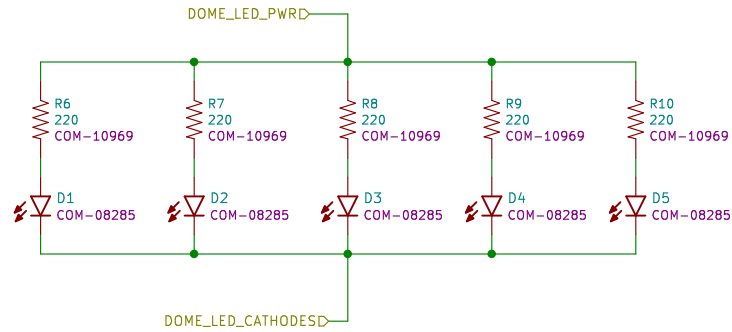 DOME_LED_PWR
R6
220
COM-10969
R7
220
COM-10969
R8
220
COM-10969
R9
220
COM-10969
R10
220
COM-10969
D1
COM-08285
D2
COM-08285
D3
COM-08285
D4
COM-08285
D5
COM-08285
DOME_LED_CATHODES